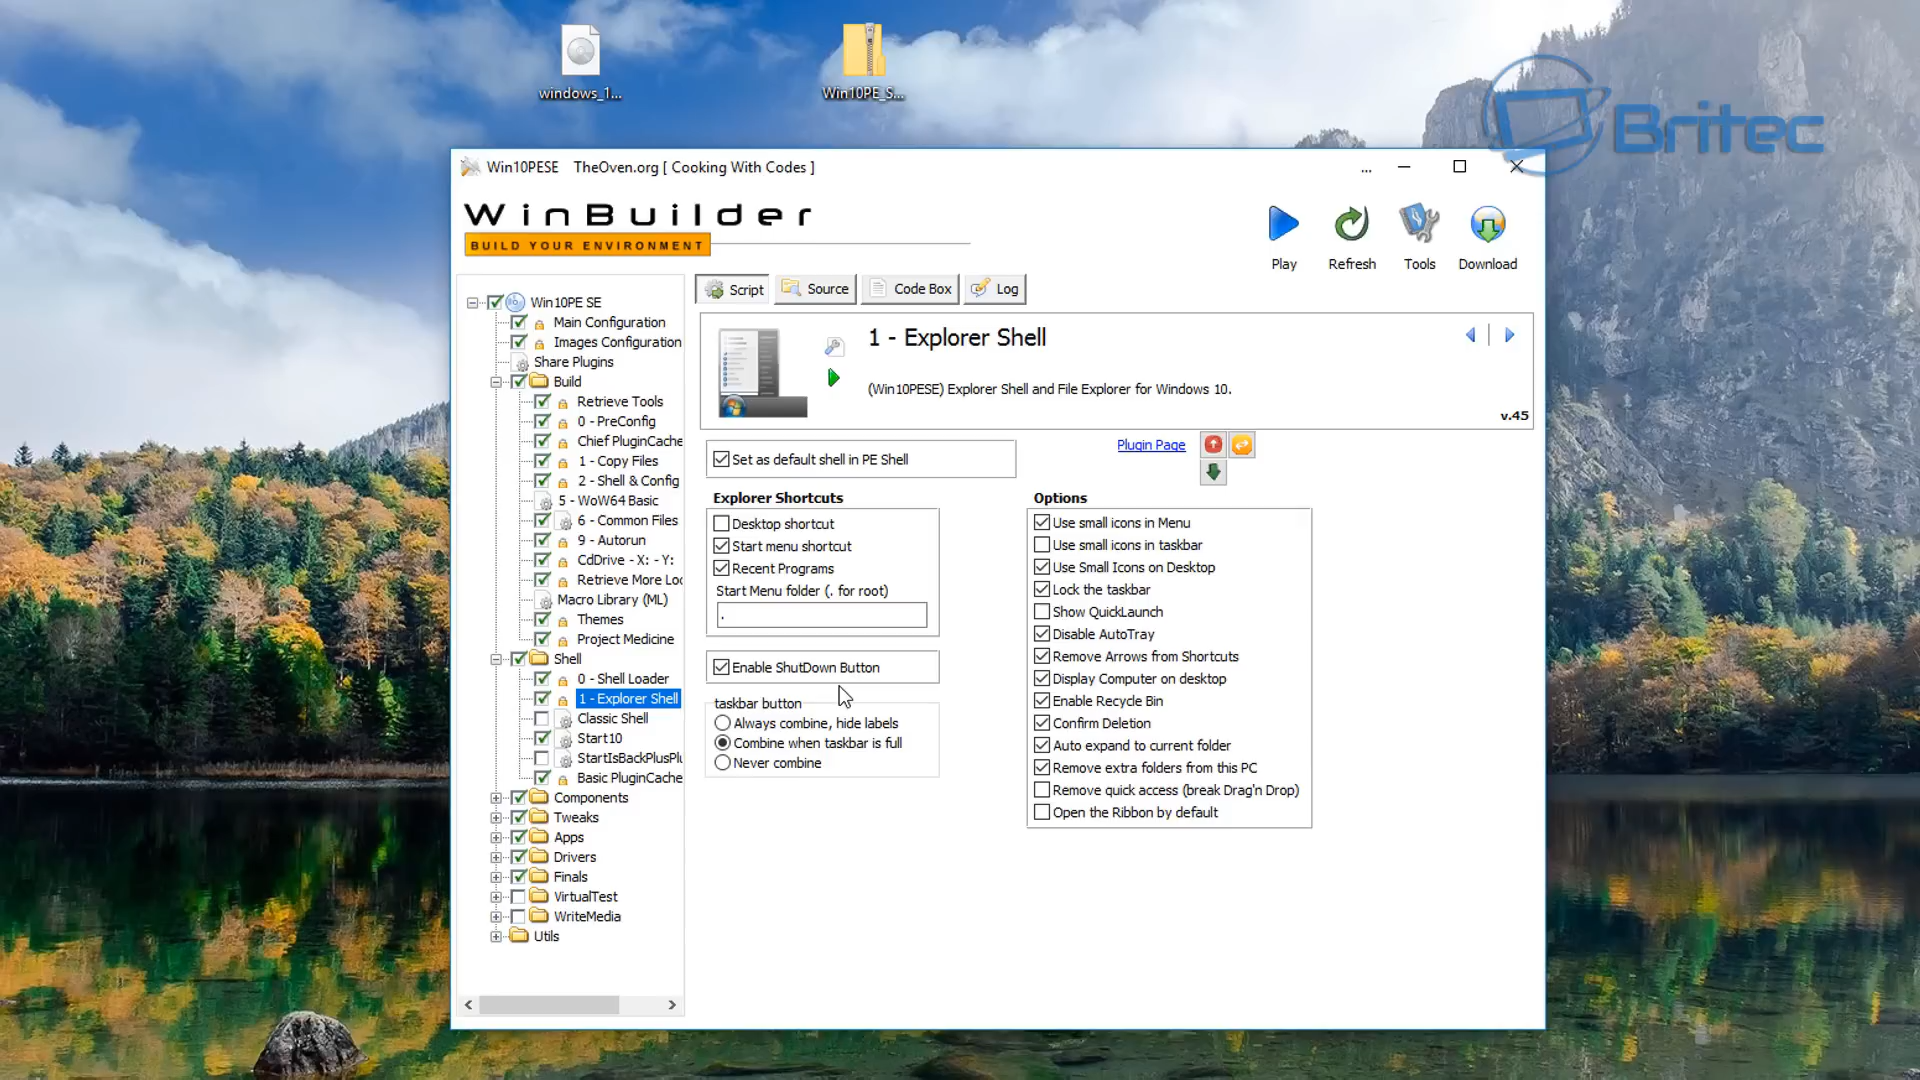 windows_1...
Win10PE_S...
Britec
Win10PESE TheOven.org [ Cooking With Codes ]
...
WinBuilder
BUILD YOUR ENVIRONMENT
Play
Refresh
Tools
Download
Script
Source
Code Box
Log
Win10PE SE
Main Configuration
Images Configuration
Share Plugins
Build
Retrieve Tools
0 - PreConfig
Chief PluginCache
1 - Copy Files
2 - Shell & Config
5 - WoW64 Basic
6 - Common Files
9 - Autorun
CdDrive - X: - Y:
Retrieve More Loc
Macro Library (ML)
Themes
Project Medicine
Shell
0 - Shell Loader
1 - Explorer Shell
Classic Shell
Start10
StartIsBackPlusPlu
Basic PluginCache
Components
Tweaks
Apps
Drivers
Finals
VirtualTest
WriteMedia
Utils
1 - Explorer Shell
(Win10PESE) Explorer Shell and File Explorer for Windows 10.
v.45
Set as default shell in PE Shell
Plugin Page
Explorer Shortcuts
Desktop shortcut
Start menu shortcut
Recent Programs
Start Menu folder (. for root)
.
Enable ShutDown Button
taskbar button
Always combine, hide labels
Combine when taskbar is full
Never combine
Options
Use small icons in Menu
Use small icons in taskbar
Use Small Icons on Desktop
Lock the taskbar
Show QuickLaunch
Disable AutoTray
Remove Arrows from Shortcuts
Display Computer on desktop
Enable Recycle Bin
Confirm Deletion
Auto expand to current folder
Remove extra folders from this PC
Remove quick access (break Drag'n Drop)
Open the Ribbon by default